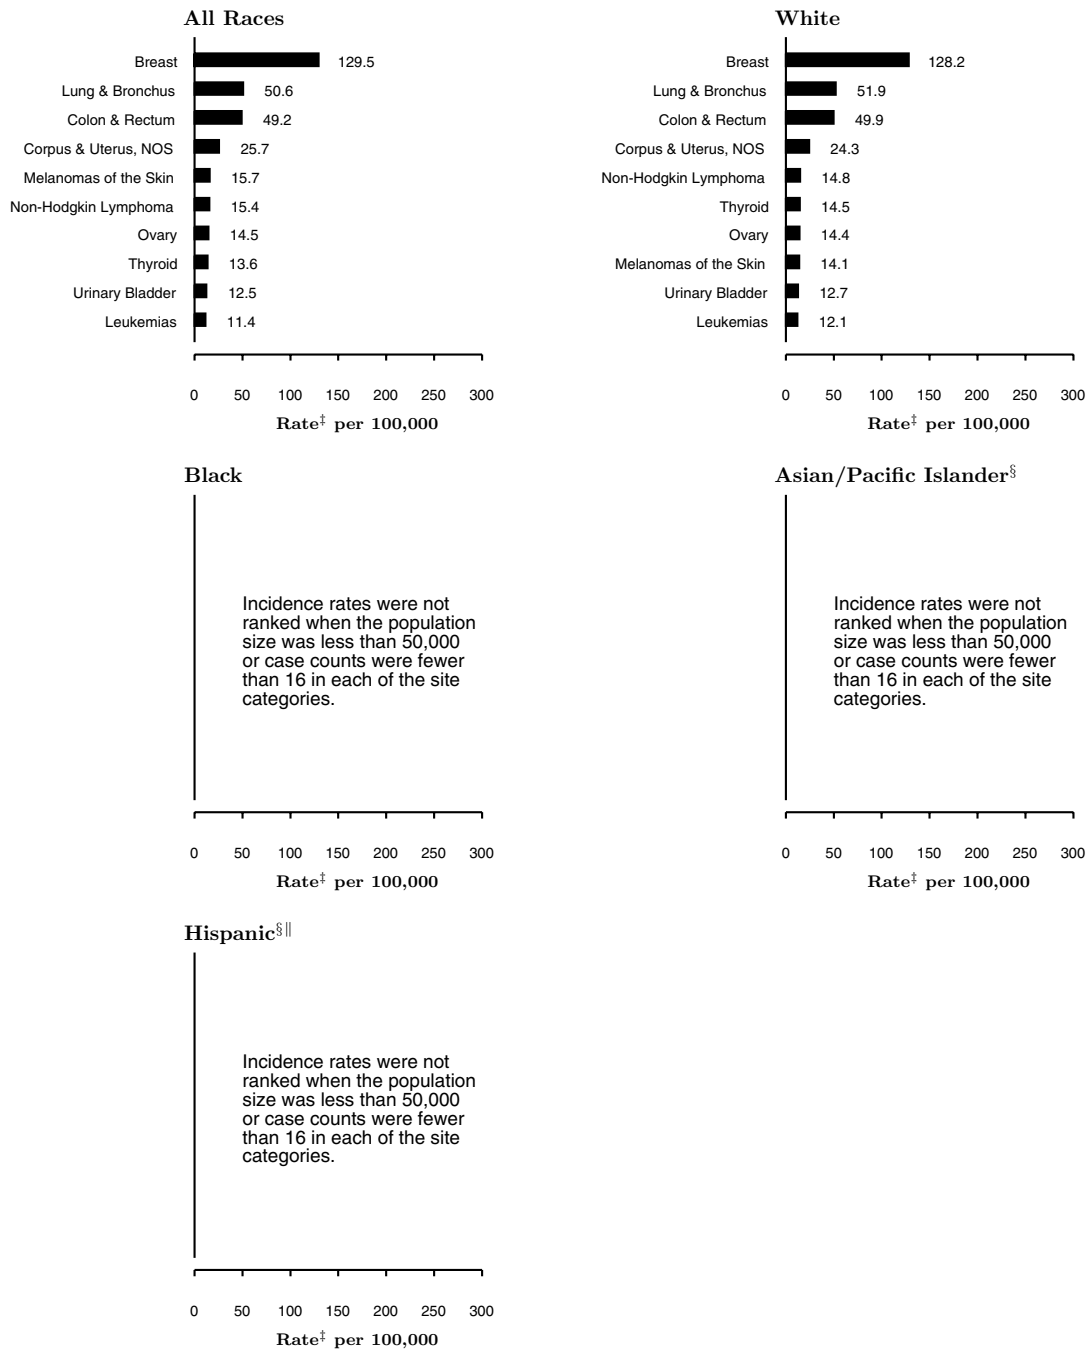 All Races
Breast 129.5
Lung & Bronchus 50.6
Colon & Rectum 49.2
Corpus & Uterus, NOS 25.7
Melanomas of the Skin 15.7
Non-Hodgkin Lymphoma 15.4
Ovary 14.5
Thyroid 13.6
Urinary Bladder 12.5
Leukemias 11.4
0 50 100 150 200 250 300
Rate‡ per 100,000
White
Breast 128.2
Lung & Bronchus 51.9
Colon & Rectum 49.9
Corpus & Uterus, NOS 24.3
Non-Hodgkin Lymphoma 14.8
Thyroid 14.5
Ovary 14.4
Melanomas of the Skin 14.1
Urinary Bladder 12.7
Leukemias 12.1
0 50 100 150 200 250 300
Rate‡ per 100,000
Black
Incidence rates were not
ranked when the population
size was less than 50,000
or case counts were fewer
than 16 in each of the site
categories.
0 50 100 150 200 250 300
Rate‡ per 100,000
Asian/Pacific Islander§
Incidence rates were not
ranked when the population
size was less than 50,000
or case counts were fewer
than 16 in each of the site
categories.
0 50 100 150 200 250 300
Rate‡ per 100,000
Hispanic§‖
Incidence rates were not
ranked when the population
size was less than 50,000
or case counts were fewer
than 16 in each of the site
categories.
0 50 100 150 200 250 300
Rate‡ per 100,000